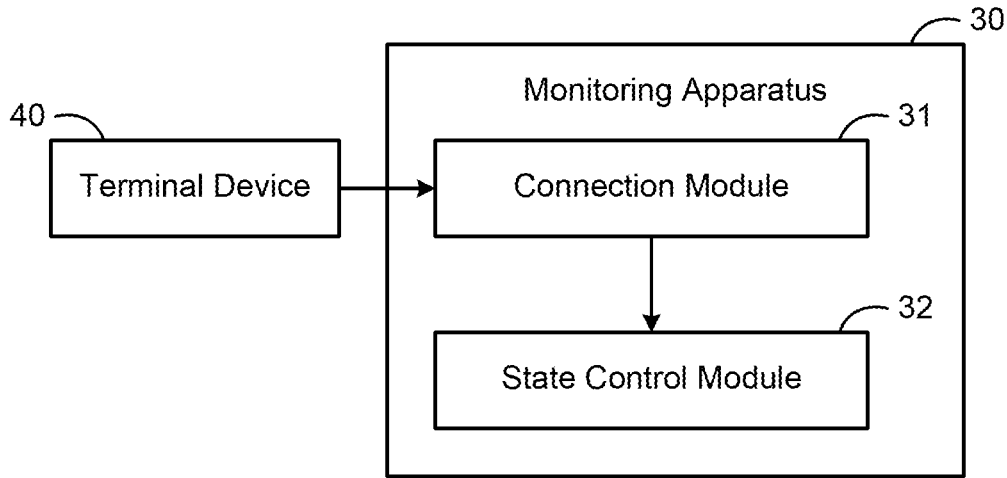 30
Monitoring Apparatus
40
31
Terminal Device
Connection Module
32
State Control Module